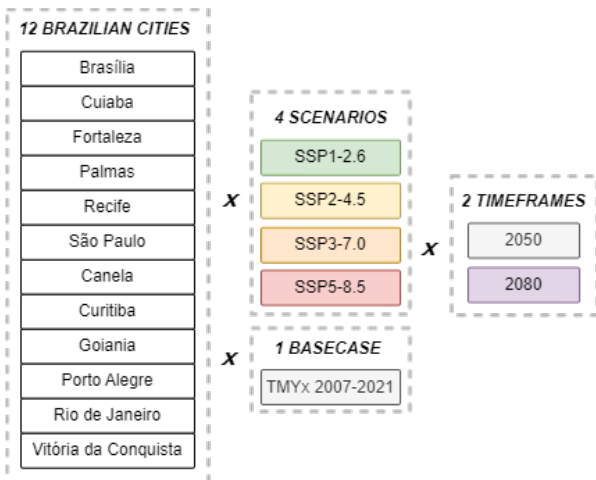 12 BRAZILIAN CITIES
Brasília
Cuiaba
Fortaleza
Palmas
Recife
São Paulo
Canela
Curitiba
Goiania
Porto Alegre
Rio de Janeiro
Vitória da Conquista
x
4 SCENARIOS
SSP1-2.6
SSP2-4.5
SSP3-7.0
SSP5-8.5
x
2 TIMEFRAMES
2050
2080
x
1 BASECASE
TMYx 2007-2021